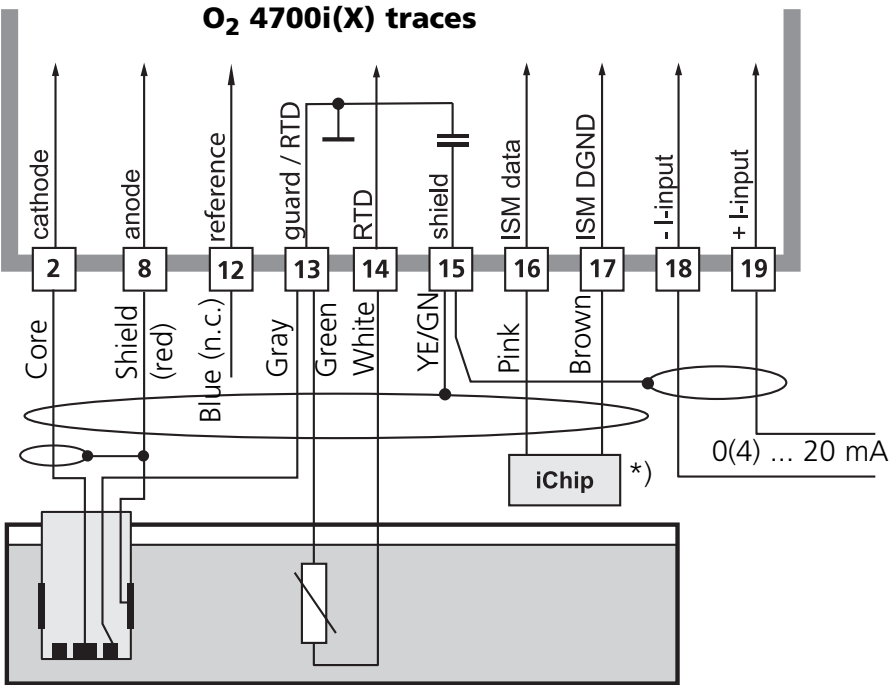 O2 4700i(X) traces
cathode
anode
reference
guard / RTD
RTD
shield
ISM data
ISM DGND
- I-input
+ I-input
2
8
12
13
14
15
16
17
18
19
Core
Shield
(red)
Blue (n.c.)
Gray
Green
White
YE/GN
Pink
Brown
0(4) ... 20 mA
iChip
*)